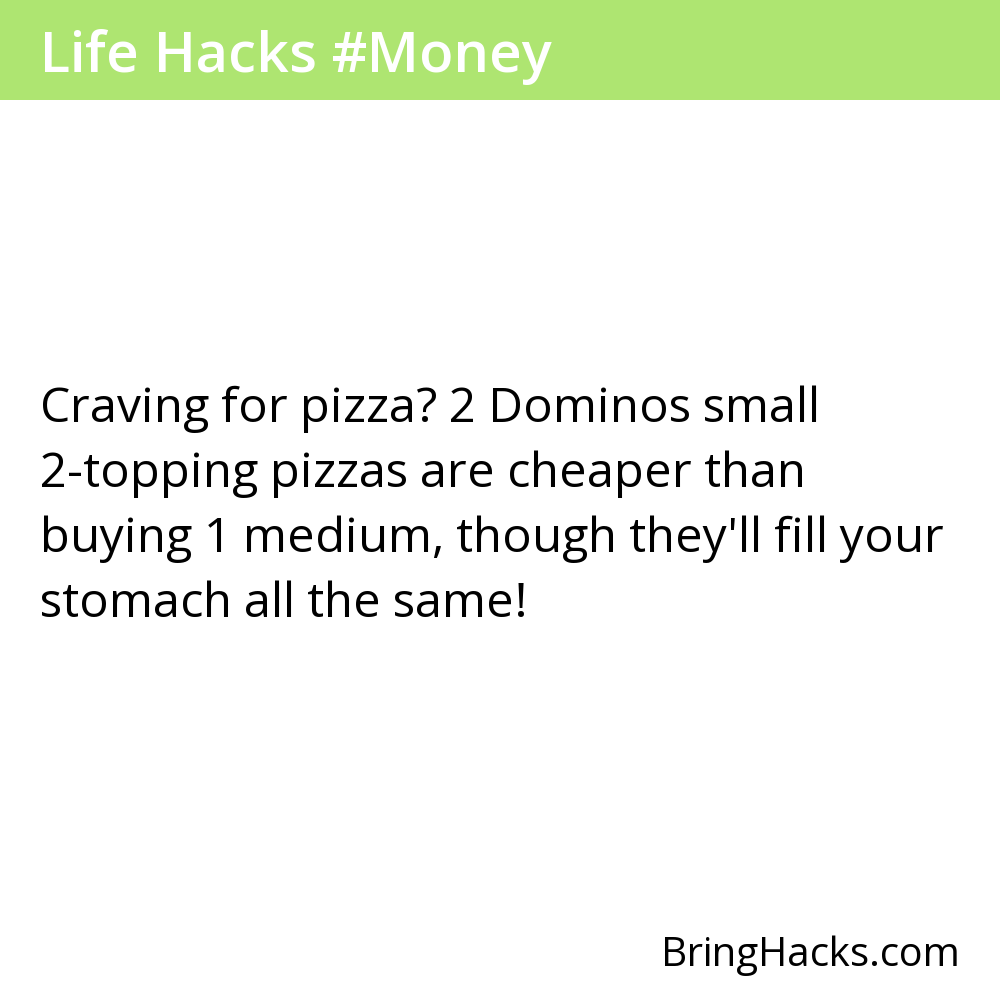 Life Hacks #Money
Craving for pizza? 2 Dominos small
2-topping pizzas are cheaper than
buying 1 medium, though they'll fill your
stomach all the same!
BringHacks.com